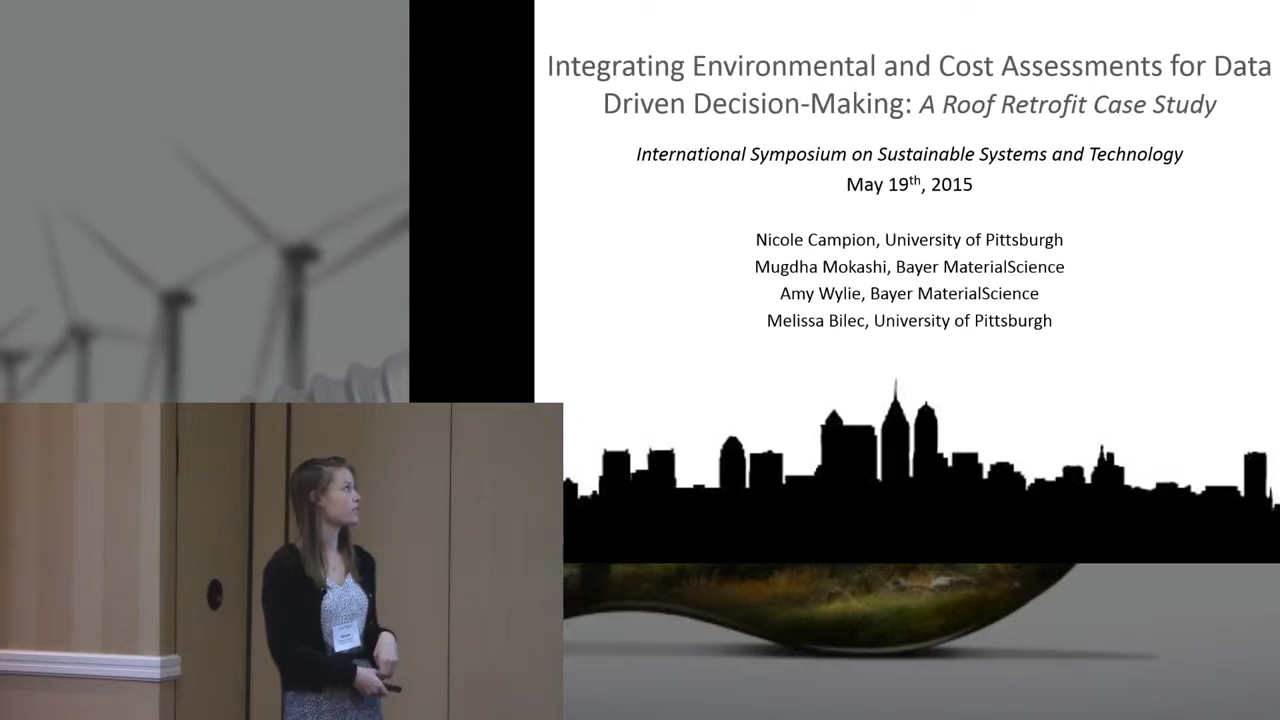 Integrating Environmental and Cost Assessments for Data
Driven Decision-Making: A Roof Retrofit Case Study
International Symposium on Sustainable Systems and Technology
May 19th, 2015
Nicole Campion, University of Pittsburgh
Mugdha Mokashi, Bayer MaterialScience
Amy Wylie, Bayer MaterialScience
Melissa Bilec, University of Pittsburgh